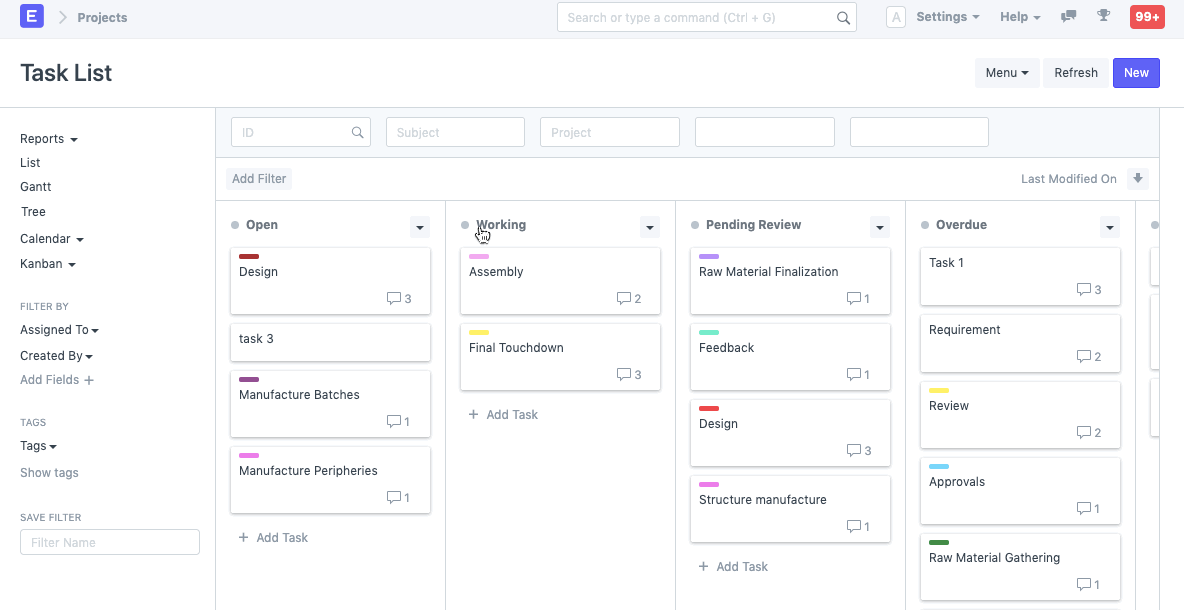 E Projects Search or type a command (Ctrl + G) A Settings Help 99+
Task List Menu Refresh New
Reports
List
Gantt
Tree
Calendar
Kanban
FILTER BY
Assigned To
Created By
Add Fields +
TAGS
Tags
Show tags
SAVE FILTER
Filter Name
ID Subject Project
Add Filter Last Modified On
Open
Design
3
task 3
Manufacture Batches
1
Manufacture Peripheries
1
+ Add Task
Working
Assembly
2
Final Touchdown
3
+ Add Task
Pending Review
Raw Material Finalization
1
Feedback
1
Design
3
Structure manufacture
1
+ Add Task
Overdue
Task 1
3
Requirement
2
Review
2
Approvals
1
Raw Material Gathering
1